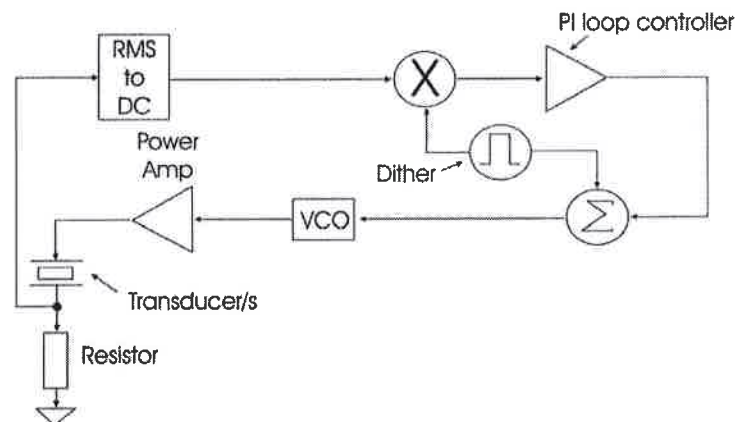 PI loop controller
RMS
to
DC
X
Power
Amp
Dither
VCO
Σ
Transducer/s
Resistor